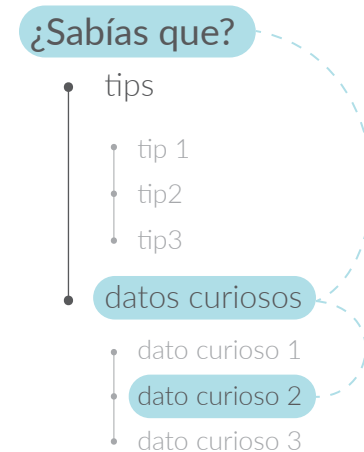 ¿Sabías que?
tips
tip 1
tip2
tip3
datos curiosos
dato curioso 1
dato curioso 2
dato curioso 3